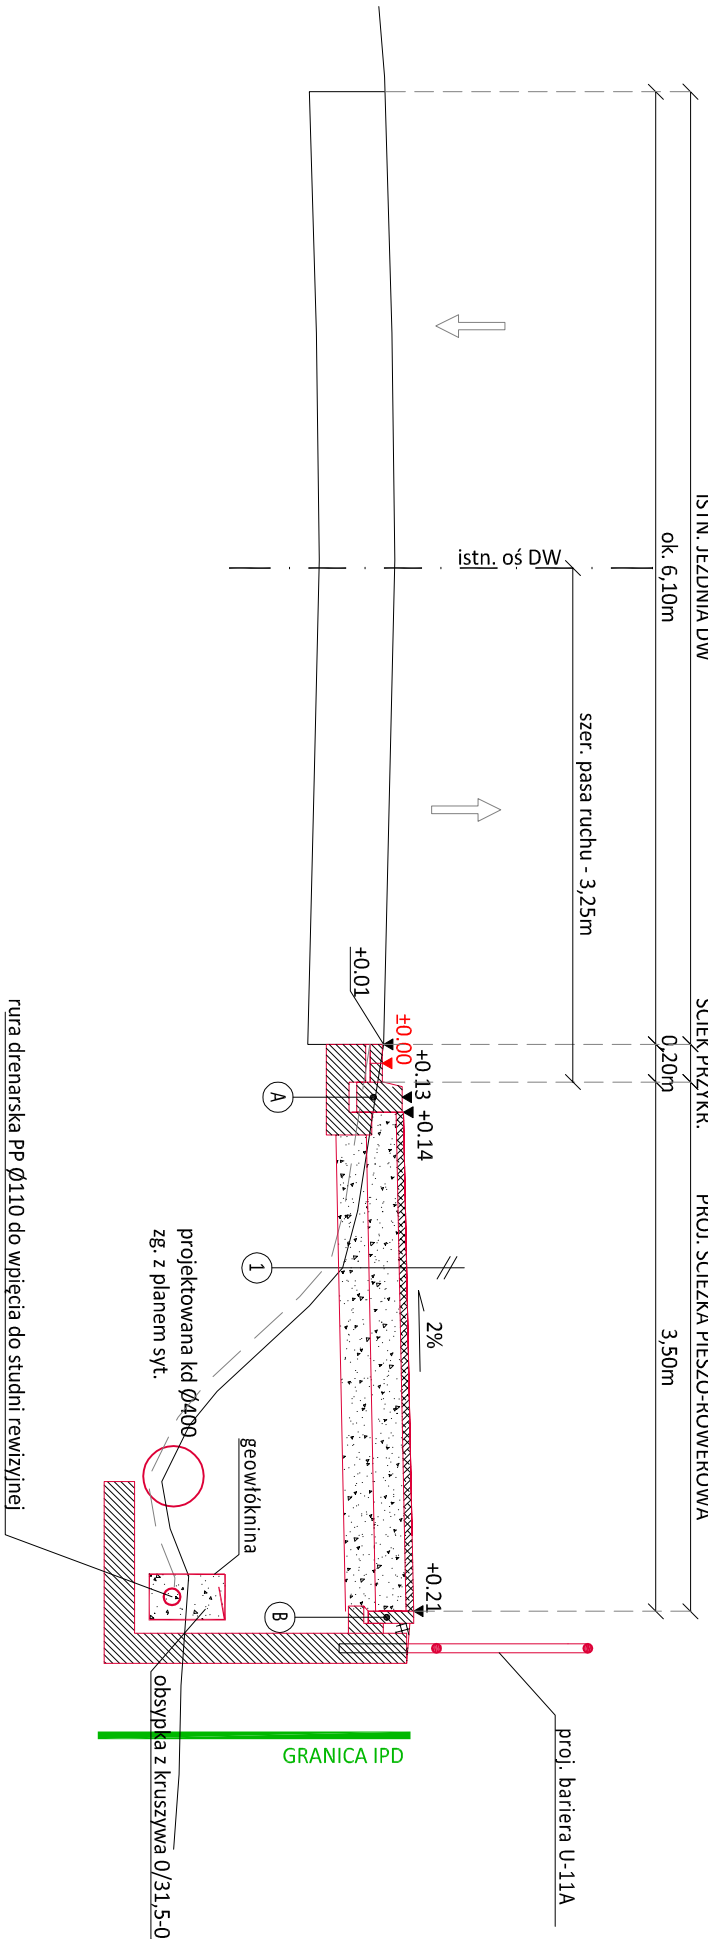 ISTN. JEZDNIA DW
ŚCIEK PRZYKR.
PROJ. ŚCIEŻKA PIESZO-ROWEROWA
ok. 6,10m
0,20m
3,50m
istn. oś DW
szer. pasa ruchu - 3,25m
+0.01
±0.00
+0.13
+0.14
2%
+0.21
A
1
B
projektowana kd Ø400
zg. z planem syt.
geowłóknina
rura drenarska PP Ø110 do wpięcia do studni rewizyjnej
obsypka z kruszywa 0/31,5-0
GRANICA IPD
proj. bariera U-11A